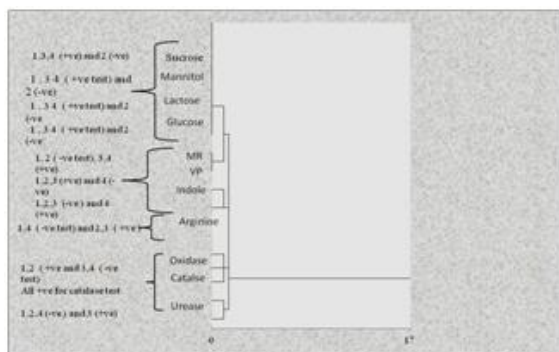 1.3.4 (+ve) and 2 (-ve)
1 . 3 4 ( +ve test) and
2 (-ve)
1 . 3 4 ( +ve test) and 2
(-ve
1 . 3 4 ( +ve test) and 2
(-ve
1.2 ( -ve test). 3.4
(+ve)
1.2,3 (+ve) and 4 (-
ve)
1.2,3 (-ve) and 4
(+ve)
1.4 (-ve test) and 2,3 (+ve)
1,2 (+ve and 3,4 (-ve
test)
All +ve for catalase test
1.2.4 (-ve) and 3 (+ve)
Sucrose
Mannitol
Lactose
Glucose
MR
VP
Indole
Arginine
Oxidase
Catalse
Urease
0
17